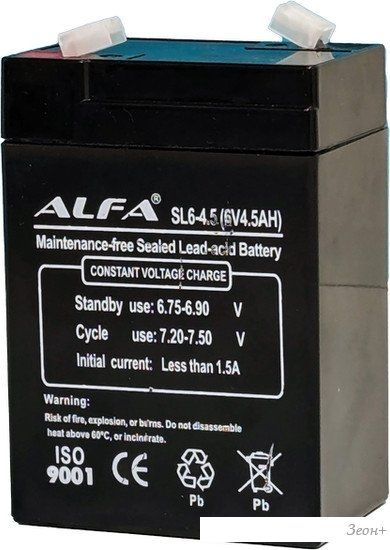 ALFA® SL6-4.5 (6V4.5AH)
Maintenance-free Sealed Lead-acid Battery
CONSTANT VOLTAGE CHARGE
Standby use: 6.75-6.90 V
Cycle use: 7.20-7.50 V
Initial current: Less than 1.5A
Warning:
Risk of fire, explosion, or burns. Do not disassemble
heat above 60°C, or incinerate.
ISO
9001
CE
Pb
Pb
Зеон+